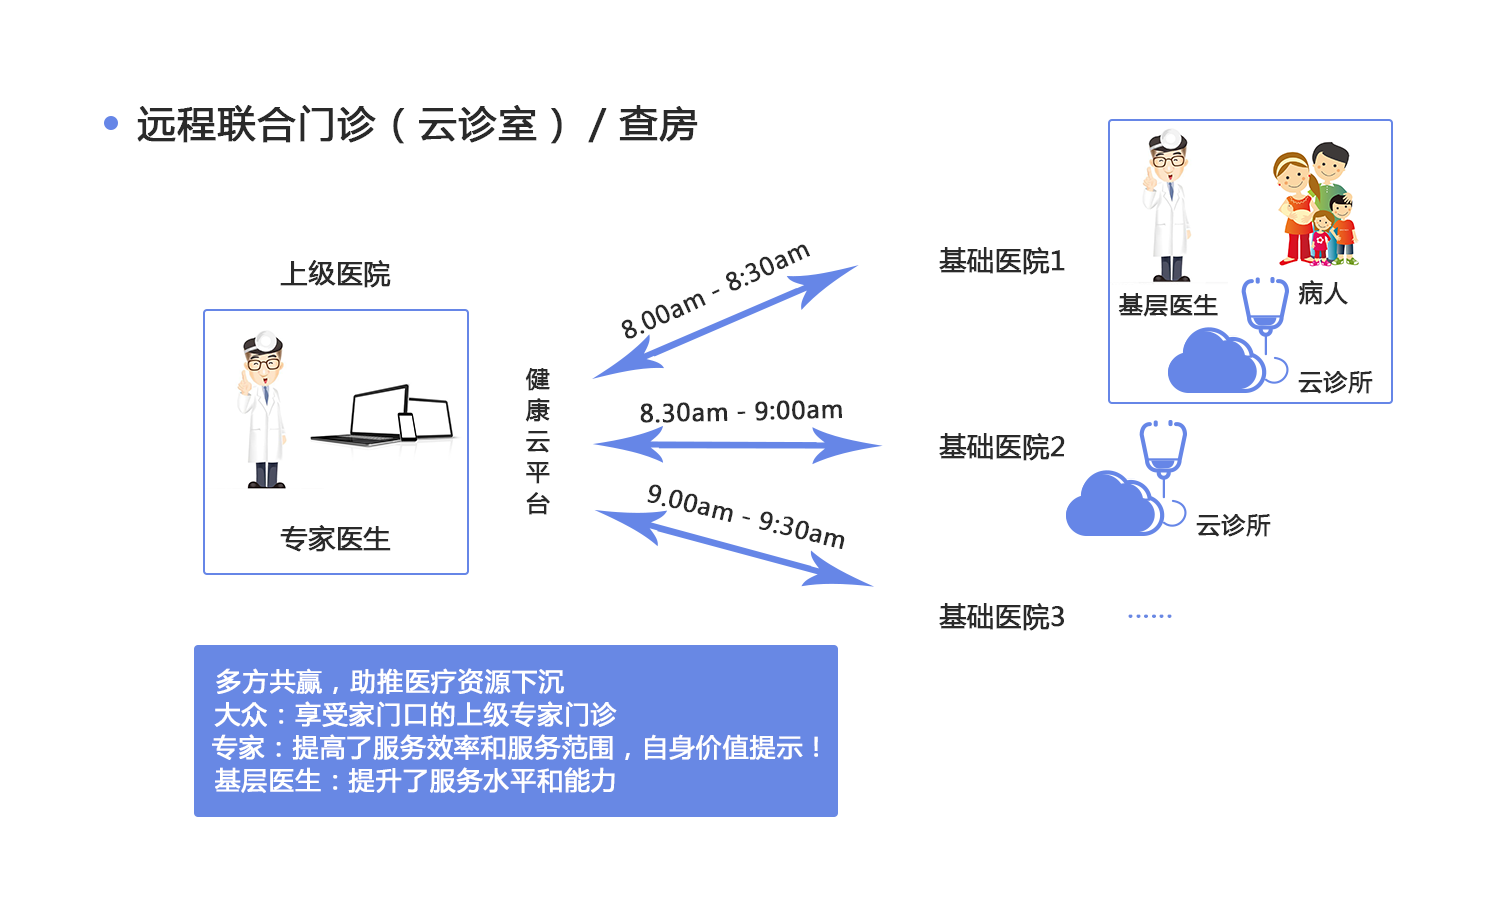 远程联合门诊（云诊室）/ 查房
上级医院
专家医生
健康云平台
8.00am - 8:30am
8.30am - 9:00am
9.00am - 9:30am
基础医院1
基层医生
病人
云诊所
基础医院2
云诊所
基础医院3
······
多方共赢，助推医疗资源下沉
大众：享受家门口的上级专家门诊
专家：提高了服务效率和服务范围，自身价值提示！
基层医生：提升了服务水平和能力